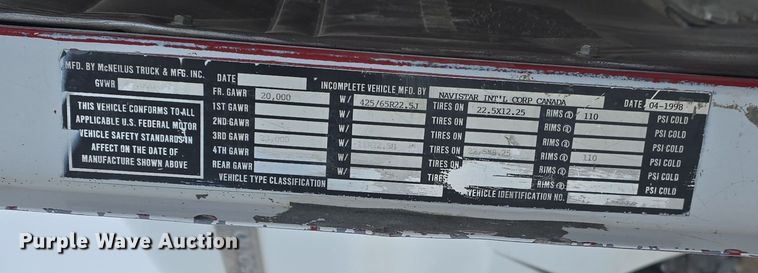 MFD. BY McNEILUS TRUCK & MFG. INC. DATE INCOMPLETE VEHICLE MFD. BY NAVISTAR INT'L CORP CANADA DATE 04-1998
GVWR FR. GAWR 20,000 W/ 425/65R22.5J TIRES ON 22.5X12.25 RIMS @ 110 PSI COLD
1ST GAWR W/ TIRES ON RIMS @ PSI COLD
2ND GAWR W/ TIRES ON RIMS @ PSI COLD
3RD GAWR W/ TIRES ON RIMS @ 110 PSI COLD
4TH GAWR W/ TIRES RIMS @ PSI COLD
REAR GAWR W/ TIRES RIMS @ PSI COLD
VEHICLE TYPE CLASSIFICATION VEHICLE IDENTIFICATION NO.
THIS VEHICLE CONFORMS TO ALL
APPLICABLE U.S. FEDERAL MOTOR
VEHICLE SAFETY STANDARDS IN
AFFECT ON THE DATE OF
MANUFACTURE SHOWN ABOVE
Purple Wave Auction